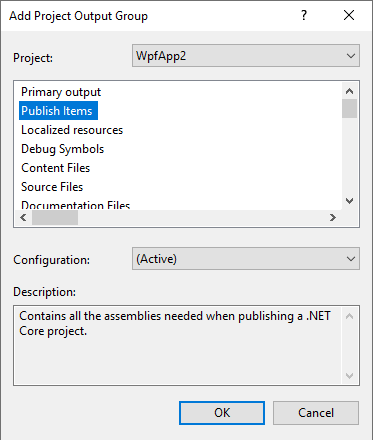 Add Project Output Group
?
Project:
WpfApp2
Primary output
Publish Items
Localized resources
Debug Symbols
Content Files
Source Files
Documentation Files
Configuration:
(Active)
Description:
Contains all the assemblies needed when publishing a .NET
Core project.
OK
Cancel